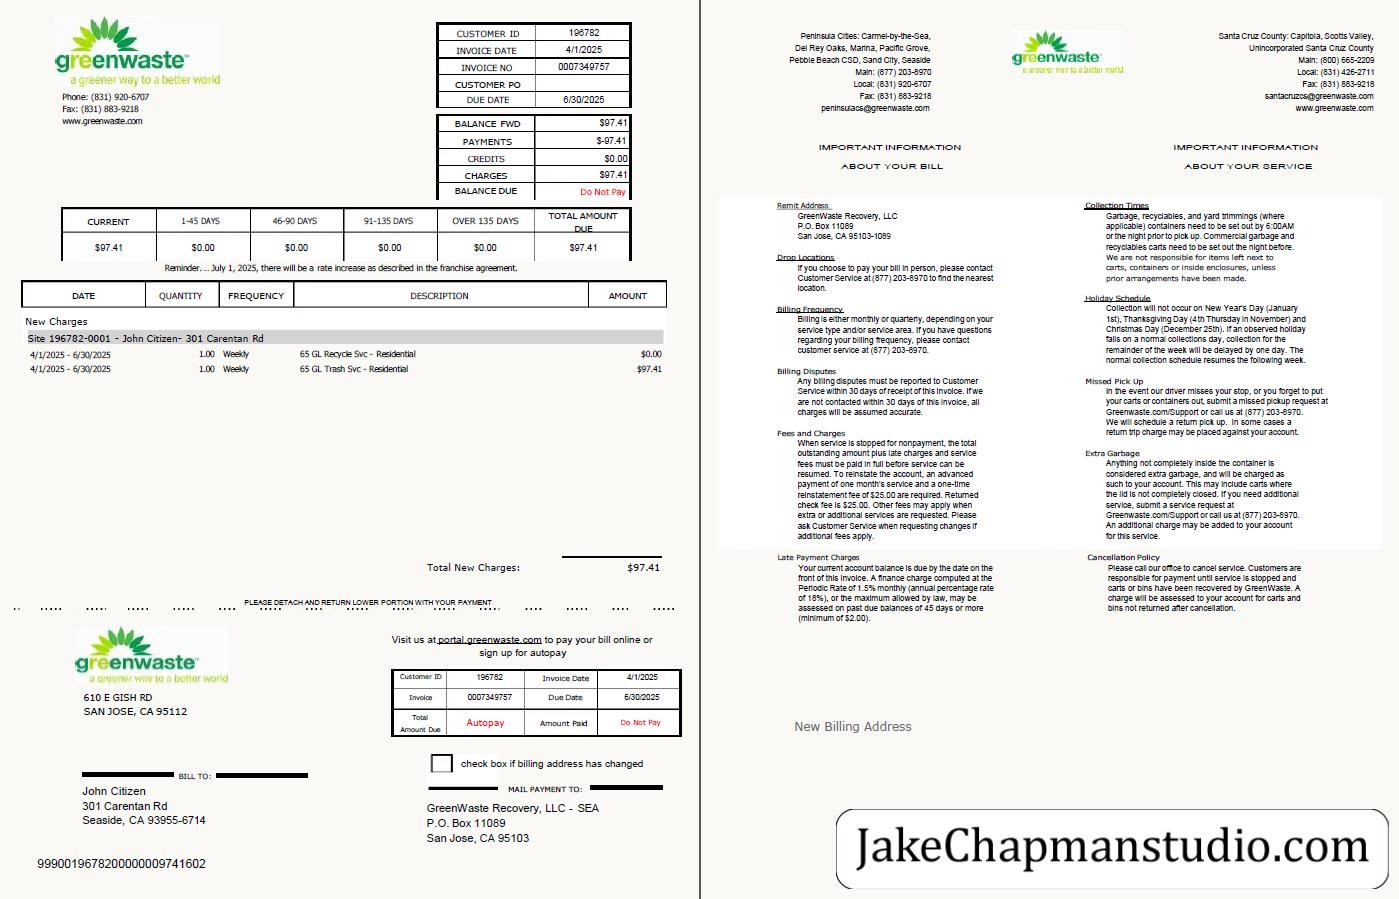 greenwaste™
a greener way to a better world
Phone: (831) 920-6707
Fax: (831) 883-9218
www.greenwaste.com
CUSTOMER ID 196782
INVOICE DATE 4/1/2025
INVOICE NO 0007349757
CUSTOMER PO
DUE DATE 6/30/2025
BALANCE FWD $97.41
PAYMENTS $-97.41
CREDITS $0.00
CHARGES $97.41
BALANCE DUE Do Not Pay
CURRENT 1-45 DAYS 46-90 DAYS 91-135 DAYS OVER 135 DAYS TOTAL AMOUNT
DUE
$97.41 $0.00 $0.00 $0.00 $0.00 $97.41
Reminder....July 1, 2025, there will be a rate increase as described in the franchise agreement.
DATE QUANTITY FREQUENCY DESCRIPTION AMOUNT
New Charges
Site 196782-0001 - John Citizen- 301 Carentan Rd
4/1/2025 - 6/30/2025 1.00 Weekly 65 GL Recycle Svc - Residential $0.00
4/1/2025 - 6/30/2025 1.00 Weekly 65 GL Trash Svc - Residential $97.41
Total New Charges: $97.41
PLEASE DETACH AND RETURN LOWER PORTION WITH YOUR PAYMENT
greenwaste™
a greener way to a better world
610 E GISH RD
SAN JOSE, CA 95112
Visit us at portal.greenwaste.com to pay your bill online or
sign up for autopay
Customer ID 196782 Invoice Date 4/1/2025
Invoice 0007349757 Due Date 6/30/2025
Total
Amount Due Autopay Amount Paid Do Not Pay
check box if billing address has changed
BILL TO:
John Citizen
301 Carentan Rd
Seaside, CA 93955-6714
MAIL PAYMENT TO:
GreenWaste Recovery, LLC - SEA
P.O. Box 11089
San Jose, CA 95103
9990019678200000009741602
Peninsula Cities: Carmel-by-the-Sea,
Del Rey Oaks, Marina, Pacific Grove,
Pebble Beach CSD, Sand City, Seaside
Main: (877) 203-8970
Local: (831) 920-6707
Fax: (831) 883-9218
peninsulacs@greenwaste.com
greenwaste™
a greener way to a better world
Santa Cruz County: Capitola, Scotts Valley,
Unincorporated Santa Cruz County
Main: (800) 665-2209
Local: (831) 426-2711
Fax: (831) 883-9218
santacruzcs@greenwaste.com
www.greenwaste.com
IMPORTANT INFORMATION
ABOUT YOUR BILL
Remit Address
GreenWaste Recovery, LLC
P.O. Box 11089
San Jose, CA 95103-1089
Drop Locations
If you choose to pay your bill in person, please contact
Customer Service at (877) 203-8970 to find the nearest
location.
Billing Frequency
Billing is either monthly or quarterly, depending on your
service type and/or service area. If you have questions
regarding your billing frequency, please contact
customer service at (877) 203-8970.
Billing Disputes
Any billing disputes must be reported to Customer
Service within 30 days of receipt of this invoice. If we
are not contacted within 30 days of this invoice, all
charges will be assumed accurate.
Fees and Charges
When service is stopped for nonpayment, the total
outstanding amount plus late charges and service
fees must be paid in full before service can be
resumed. To reinstate the account, an advanced
payment of one month's service and a one-time
reinstatement fee of $25.00 are required. Returned
check fee is $25.00. Other fees may apply when
extra or additional services are requested. Please
ask Customer Service when requesting changes if
additional fees apply.
Late Payment Charges
Your current account balance is due by the date on the
front of this invoice. A finance charge computed at the
Periodic Rate of 1.5% monthly (annual percentage rate
of 18%), or the maximum allowed by law, may be
assessed on past due balances of 45 days or more
(minimum of $2.00).
IMPORTANT INFORMATION
ABOUT YOUR SERVICE
Collection Times
Garbage, recyclables, and yard trimmings (where
applicable) containers need to be set out by 6:00AM
or the night prior to pick up. Commercial garbage and
recyclables carts need to be set out the night before.
We are not responsible for items left next to
carts, containers or inside enclosures, unless
prior arrangements have been made.
Holiday Schedule
Collection will not occur on New Year's Day (January
1st), Thanksgiving Day (4th Thursday in November) and
Christmas Day (December 25th). If an observed holiday
falls on a normal collections day, collection for the
remainder of the week will be delayed by one day. The
normal collection schedule resumes the following week.
Missed Pick Up
In the event our driver misses your stop, or you forget to put
your carts or containers out, submit a missed pickup request at
Greenwaste.com/Support or call us at (877) 203-8970.
We will schedule a return pick up. In some cases a
return trip charge may be placed against your account.
Extra Garbage
Anything not completely inside the container is
considered extra garbage, and will be charged as
such to your account. This may include carts where
the lid is not completely closed. If you need additional
service, submit a service request at
Greenwaste.com/Support or call us at (877) 203-8970.
An additional charge may be added to your account
for this service.
Cancellation Policy
Please call our office to cancel service. Customers are
responsible for payment until service is stopped and
carts or bins have been recovered by GreenWaste. A
charge will be assessed to your account for carts and
bins not returned after cancellation.
New Billing Address
JakeChapmanstudio.com